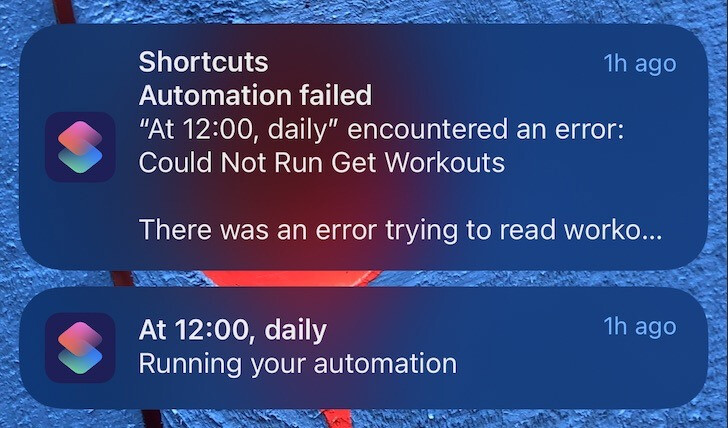 Shortcuts
1h ago
Automation failed
“At 12:00, daily” encountered an error:
Could Not Run Get Workouts
There was an error trying to read worko...
At 12:00, daily
1h ago
Running your automation